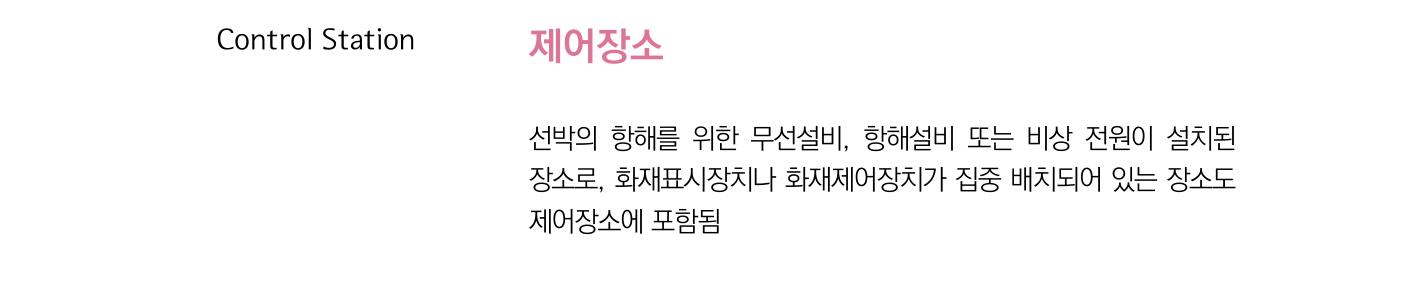 Control Station
제어장소
선박의 항해를 위한 무선설비, 항해설비 또는 비상 전원이 설치된
장소로, 화재표시장치나 화재제어장치가 집중 배치되어 있는 장소도
제어장소에 포함됨